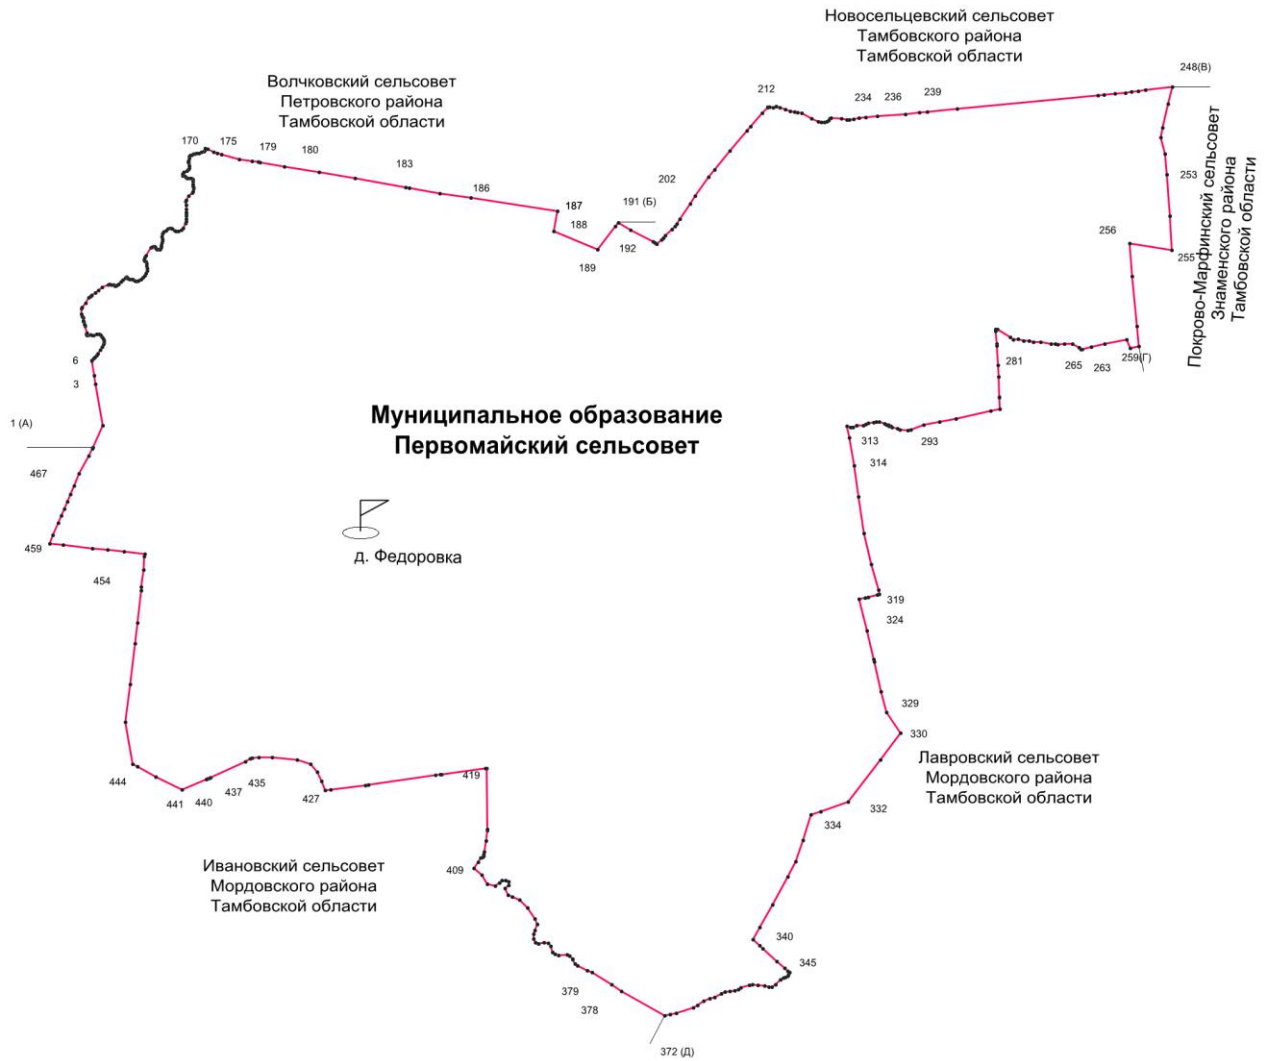 Новосельцевский сельсовет
Тамбовского района
Тамбовской области
248(В)
Волчковский сельсовет
Петровского района
Тамбовской области
212
234
236
239
170
175
179
180
183
186
187
188
189
191 (Б)
192
202
253
255
256
Покрово-Марфинский сельсовет
Знаменского района
Тамбовской области
259(Г)
263
265
281
6
3
1 (А)
Муниципальное образование
Первомайский сельсовет
293
313
314
467
459
454
д. Федоровка
319
324
329
330
Лавровский сельсовет
Мордовского района
Тамбовской области
332
334
444
441
440
437
435
427
419
409
Ивановский сельсовет
Мордовского района
Тамбовской области
340
345
379
378
372 (Д)